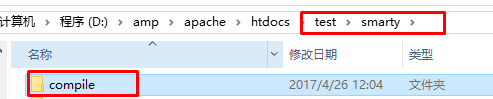 计算机 › 程序 (D:) › amp › apache › htdocs › test › smarty ›
名称 修改日期 类型
compile 2017/4/26 12:04 文件夹